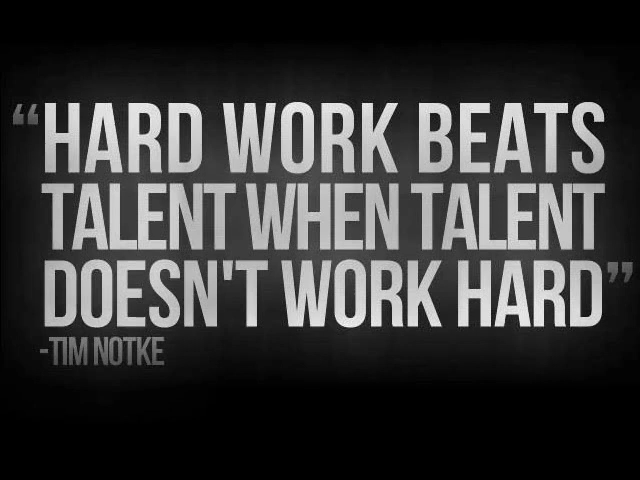 “HARD WORK BEATS
TALENT WHEN TALENT
DOESN'T WORK HARD”
-TIM NOTKE